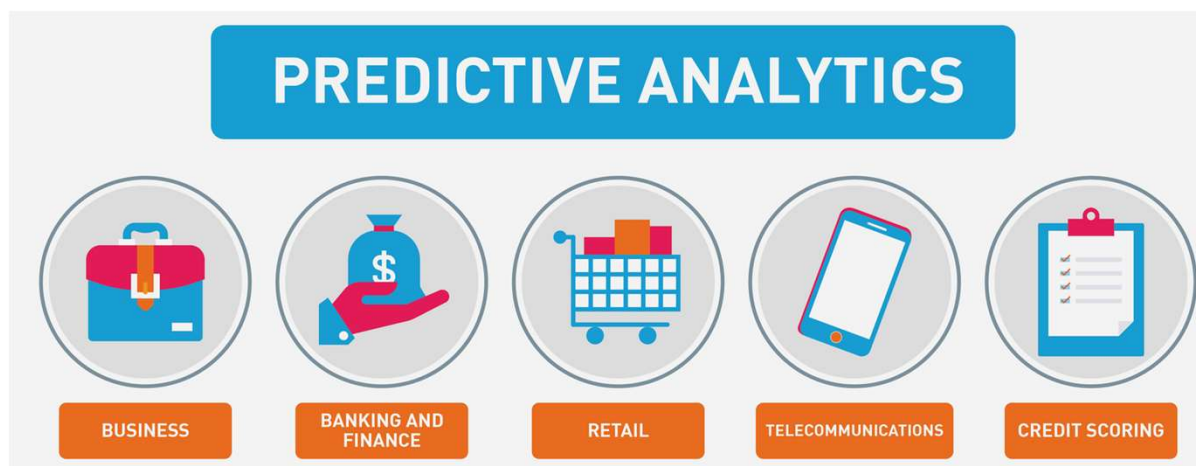 PREDICTIVE ANALYTICS
$
BUSINESS
BANKING AND
FINANCE
RETAIL
TELECOMMUNICATIONS
CREDIT SCORING